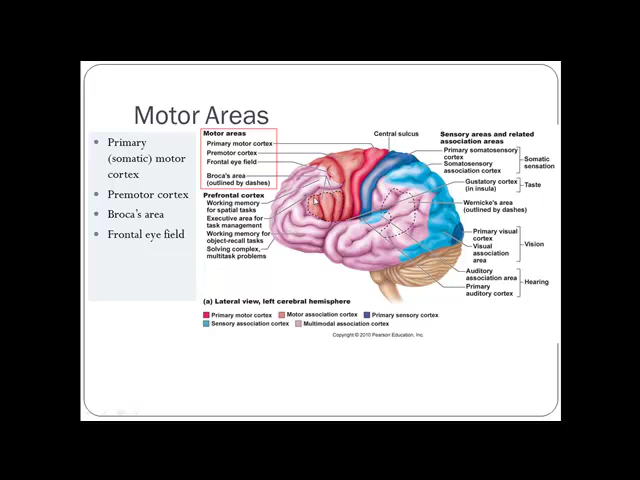 Motor Areas
Primary
(somatic) motor
cortex
Premotor cortex
Broca's area
Frontal eye field
Motor areas
Primary motor cortex
Premotor cortex
Frontal eye field
Broca's area
(outlined by dashes)
Prefrontal cortex
Working memory
for spatial tasks
Executive area for
task management
Working memory for
object-recall tasks
Solving complex,
multitask problems
Central sulcus
Sensory areas and related
association areas
Primary somatosensory
cortex
Somatosensory
association cortex
Somatic
sensation
Gustatory cortex
(in insula)
Taste
Wernicke's area
(outlined by dashes)
Primary visual
cortex
Visual
association
area
Vision
Auditory
association area
Primary
auditory cortex
Hearing
(a) Lateral view, left cerebral hemisphere
Primary motor cortex
Motor association cortex
Primary sensory cortex
Sensory association cortex
Multimodal association cortex
Copyright © 2010 Pearson Education, Inc.